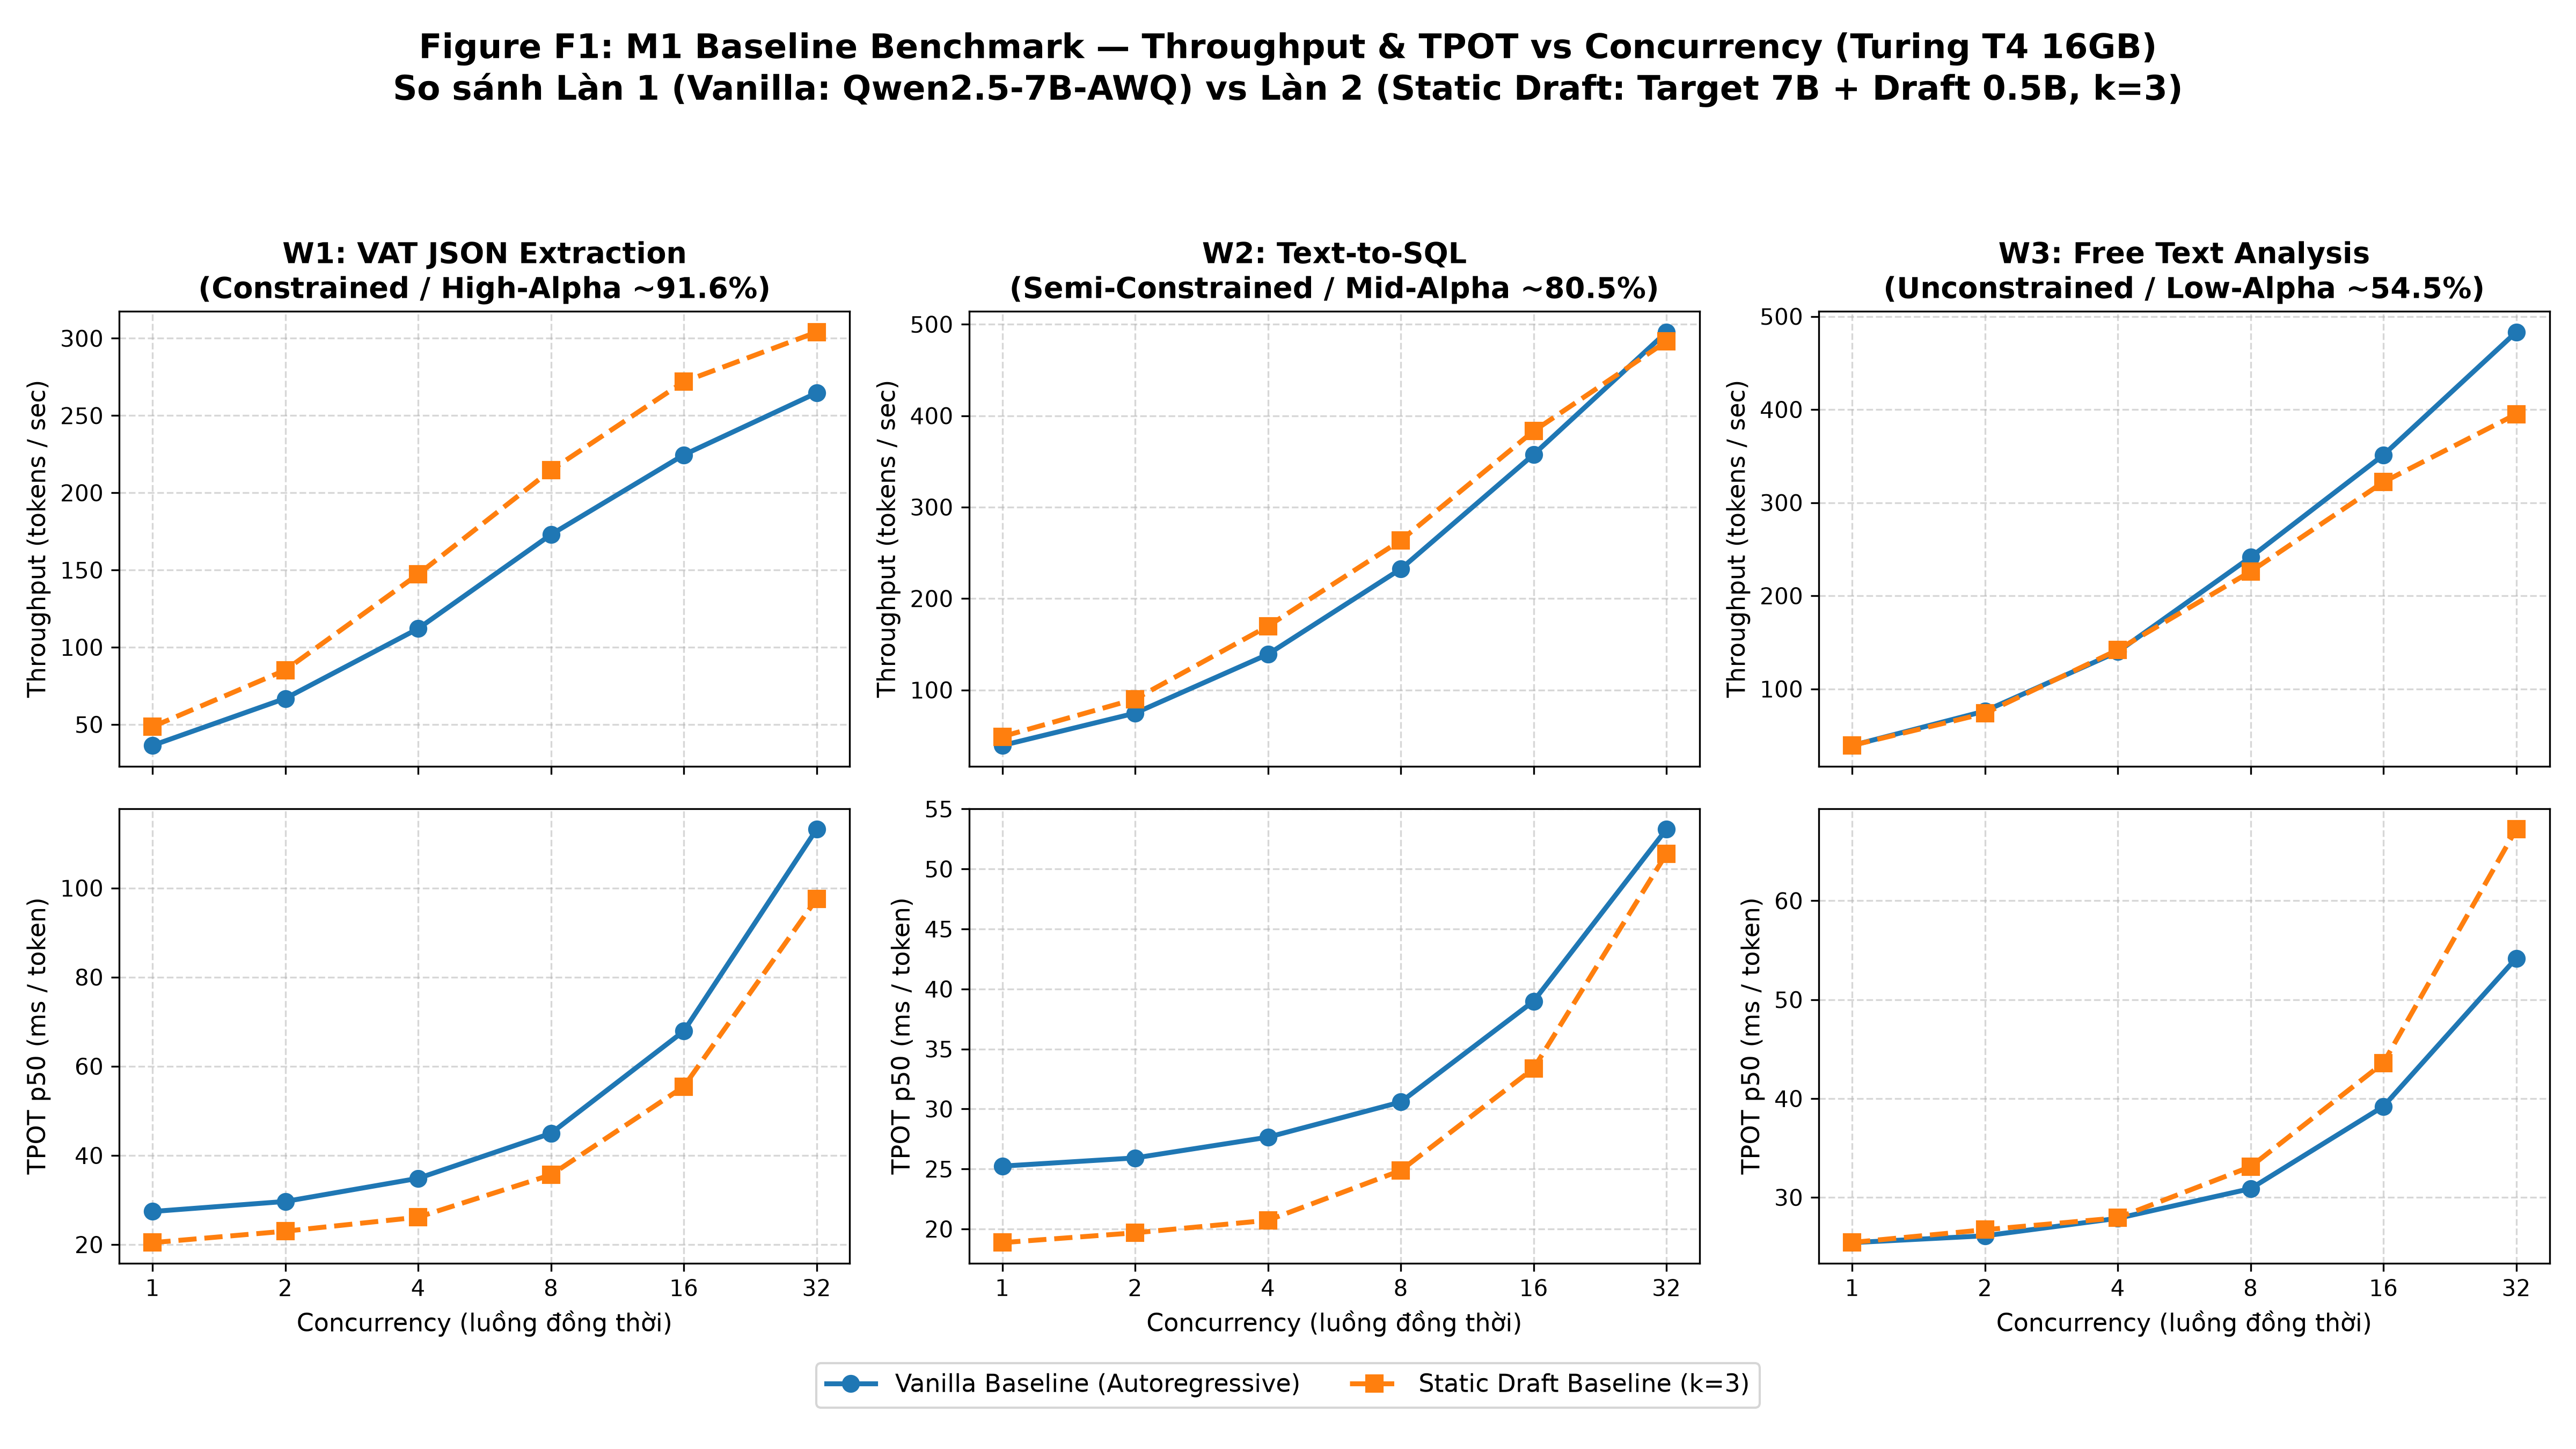 Figure F1: M1 Baseline Benchmark — Throughput & TPOT vs Concurrency (Turing T4 16GB)
So sánh Làn 1 (Vanilla: Qwen2.5-7B-AWQ) vs Làn 2 (Static Draft: Target 7B + Draft 0.5B, k=3)
W1: VAT JSON Extraction
(Constrained / High-Alpha ~91.6%)
W2: Text-to-SQL
(Semi-Constrained / Mid-Alpha ~80.5%)
W3: Free Text Analysis
(Unconstrained / Low-Alpha ~54.5%)
Throughput (tokens / sec)
300
250
200
150
100
50
Throughput (tokens / sec)
500
400
300
200
100
Throughput (tokens / sec)
500
400
300
200
100
TPOT p50 (ms / token)
100
80
60
40
20
1 2 4 8 16 32
Concurrency (luồng đồng thời)
TPOT p50 (ms / token)
55
50
45
40
35
30
25
20
1 2 4 8 16 32
Concurrency (luồng đồng thời)
TPOT p50 (ms / token)
60
50
40
30
1 2 4 8 16 32
Concurrency (luồng đồng thời)
Vanilla Baseline (Autoregressive)
Static Draft Baseline (k=3)